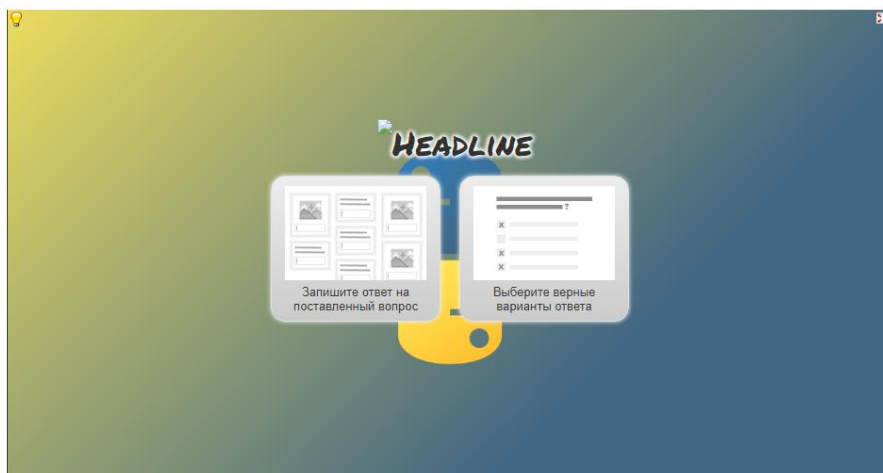 HEADLINE
?
Запишите ответ на
поставленный вопрос
Выберите верные
варианты ответа